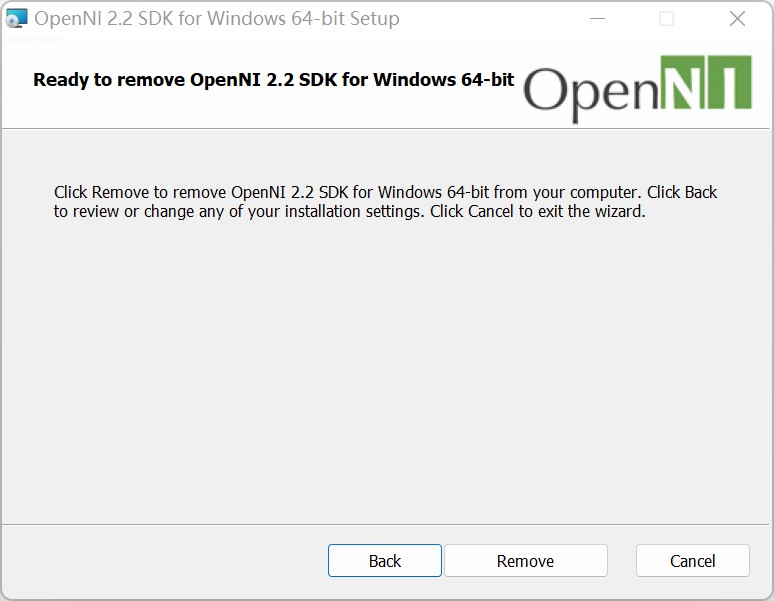 OpenNI 2.2 SDK for Windows 64-bit Setup
Ready to remove OpenNI 2.2 SDK for Windows 64-bit
OpenNI
Click Remove to remove OpenNI 2.2 SDK for Windows 64-bit from your computer. Click Back
to review or change any of your installation settings. Click Cancel to exit the wizard.
Back
Remove
Cancel